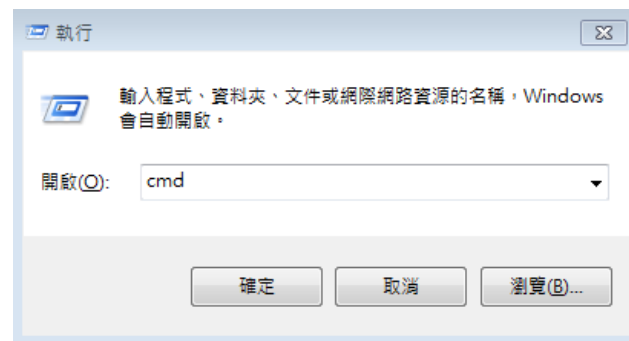 執行
輸入程式、資料夾、文件或網際網路資源的名稱，Windows
會自動開啟。
開啟(O): cmd
確定 取消 瀏覽(B)...